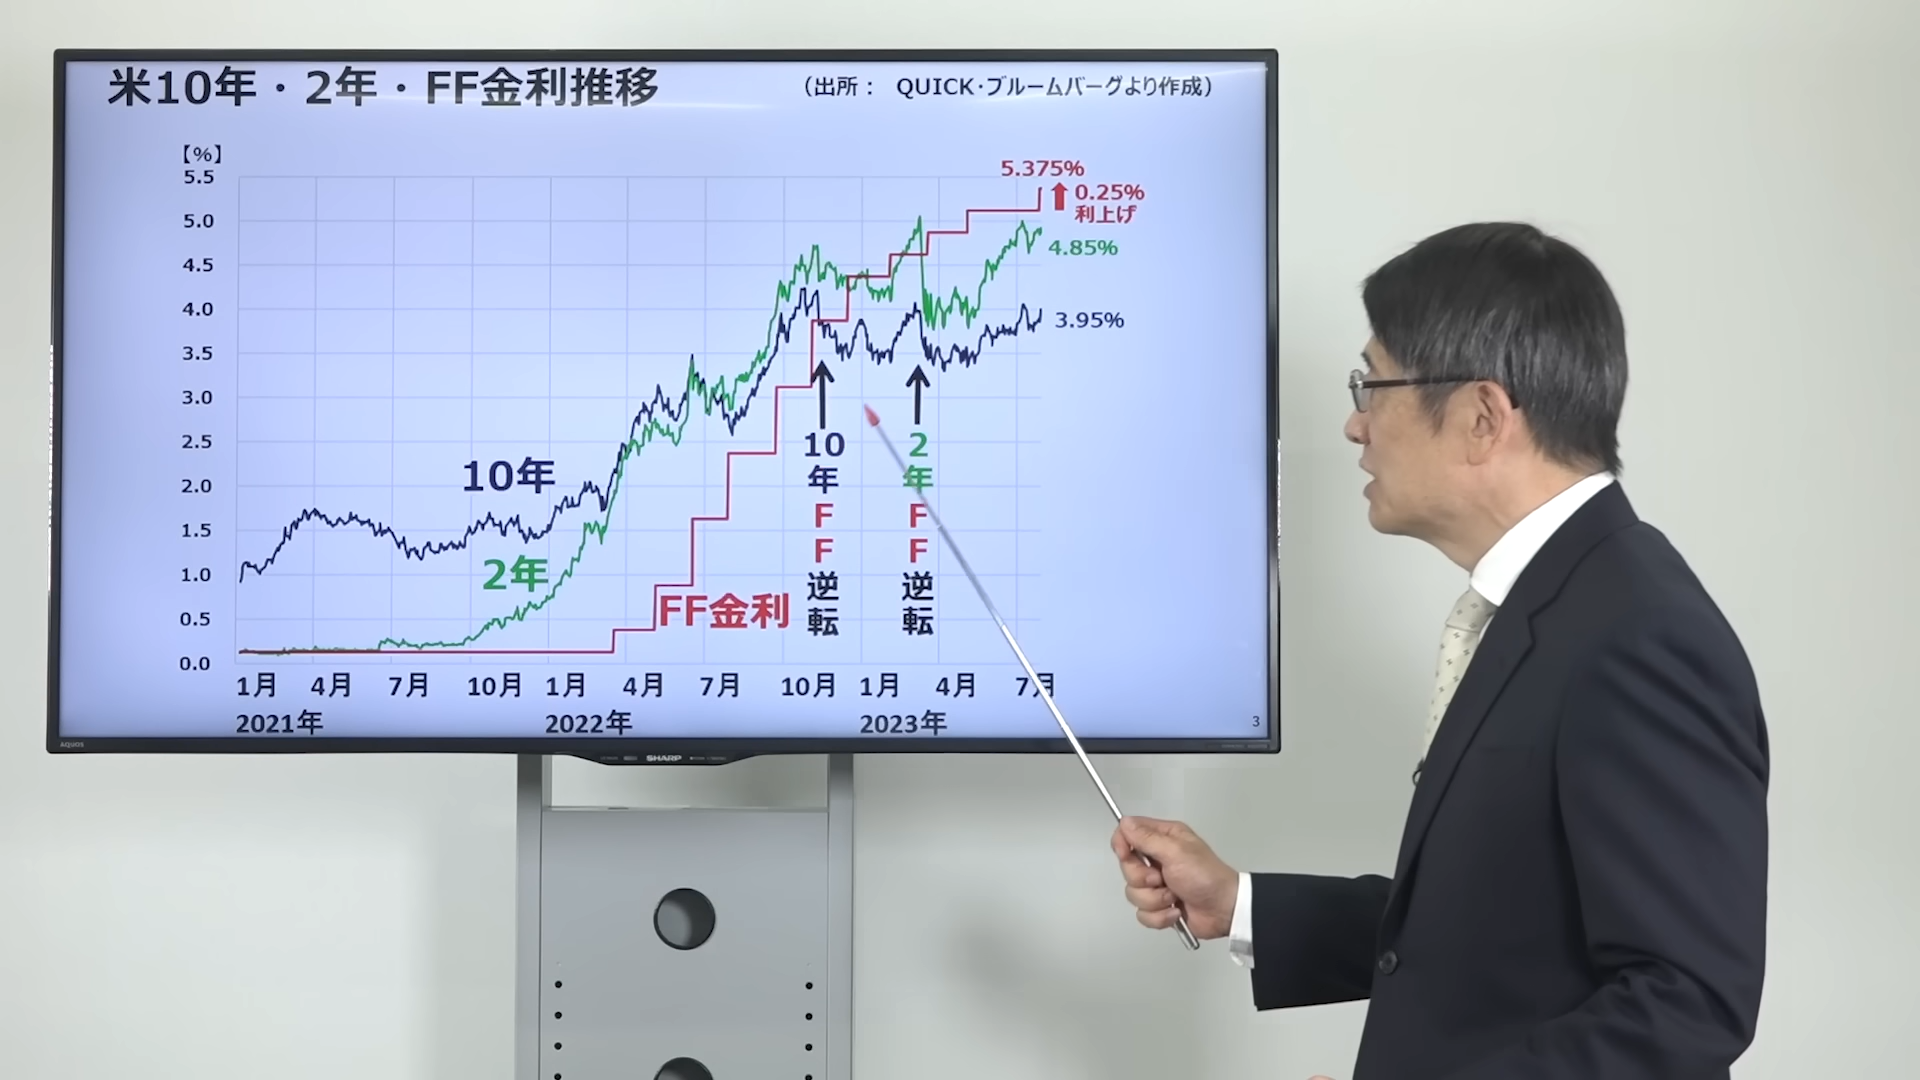 米10年・2年・FF金利推移
（出所： QUICK・ブルームバーグより作成）
【%】
5.5
5.0
4.5
4.0
3.5
3.0
2.5
2.0
1.5
1.0
0.5
0.0
5.375%
0.25%
利上げ
4.85%
3.95%
10年
2年
FF金利
10年FF逆転
2年FF逆転
1月 4月 7月 10月 1月 4月 7月 10月 1月 4月 7月
2021年 2022年 2023年
3
AQUOS
SHARP